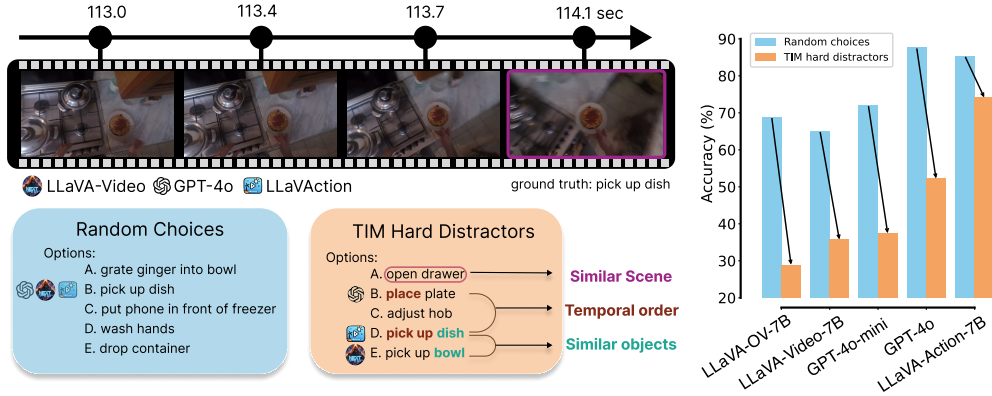 113.0 113.4 113.7 114.1 sec
LLaVA-Video GPT-4o LLaVAction
ground truth: pick up dish
Random Choices
Options:
A. grate ginger into bowl
B. pick up dish
C. put phone in front of freezer
D. wash hands
E. drop container
TIM Hard Distractors
Options:
A. open drawer
B. place plate
C. adjust hob
D. pick up dish
E. pick up bowl
Similar Scene
Temporal order
Similar objects
Random choices
TIM hard distractors
Accuracy (%)
90
80
70
60
50
40
30
20
LLaVA-OV-7B
LLaVA-Video-7B
GPT-4o-mini
GPT-4o
LLaVA-Action-7B